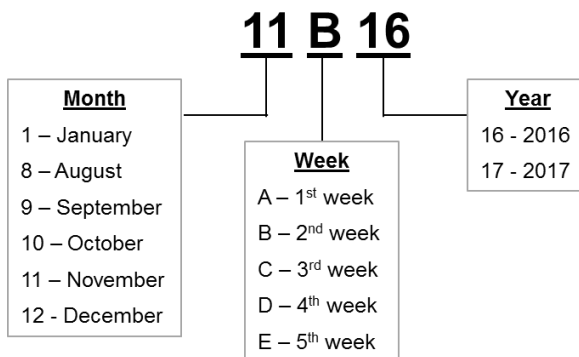 11 B 16
Month
1 – January
8 – August
9 – September
10 – October
11 – November
12 - December
Week
A – 1st week
B – 2nd week
C – 3rd week
D – 4th week
E – 5th week
Year
16 - 2016
17 - 2017